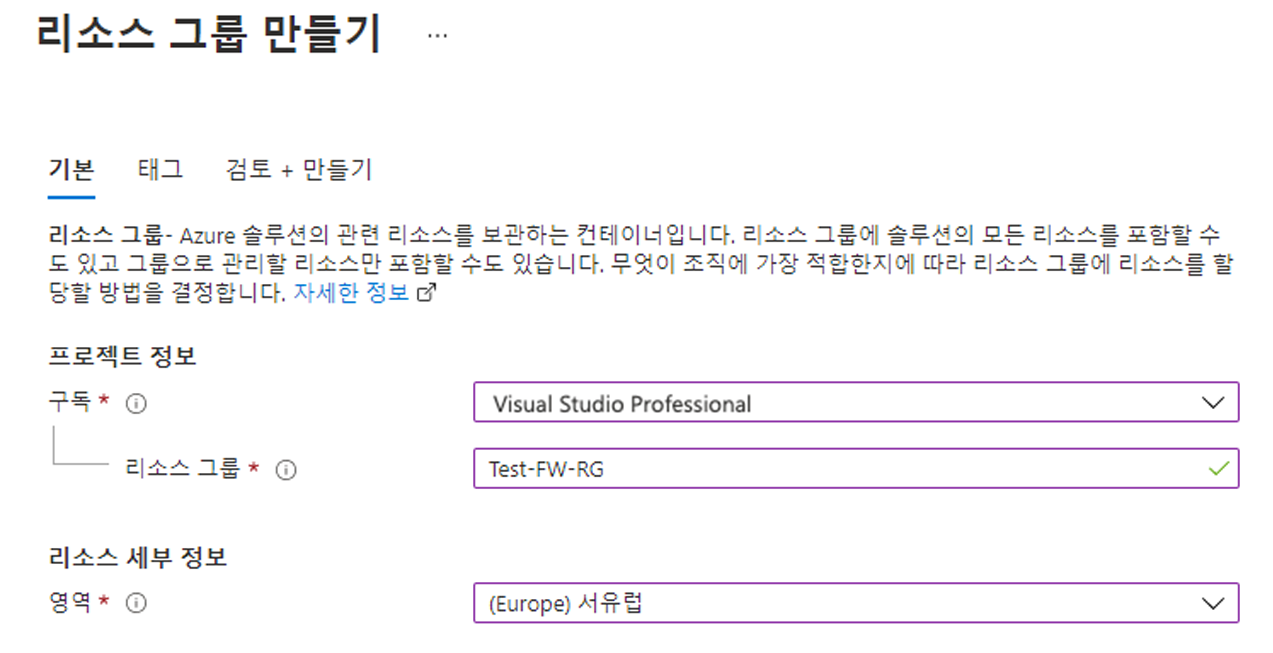 리소스 그룹 만들기 ...
기본 태그 검토 + 만들기
리소스 그룹- Azure 솔루션의 관련 리소스를 보관하는 컨테이너입니다. 리소스 그룹에 솔루션의 모든 리소스를 포함할 수
도 있고 그룹으로 관리할 리소스만 포함할 수도 있습니다. 무엇이 조직에 가장 적합한지에 따라 리소스 그룹에 리소스를 할
당할 방법을 결정합니다. 자세한 정보
프로젝트 정보
구독 * Visual Studio Professional
리소스 그룹 * Test-FW-RG
리소스 세부 정보
영역 * (Europe) 서유럽